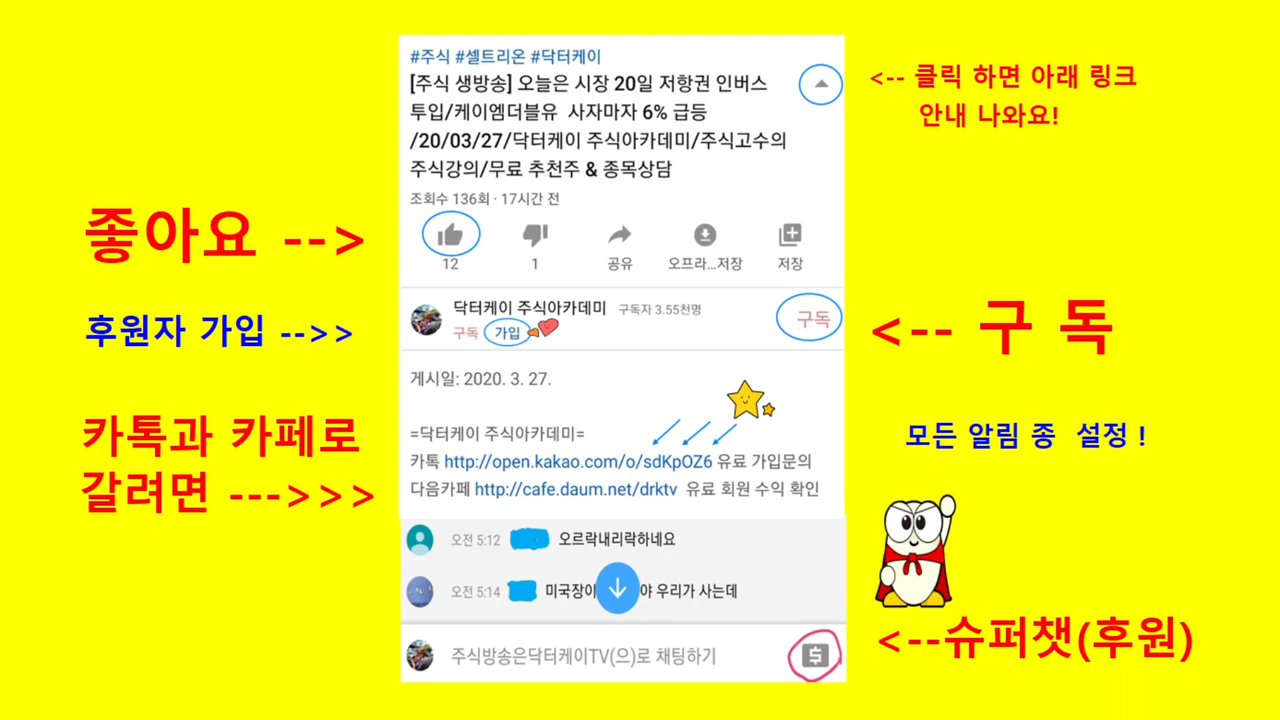 #주식 #셀트리온 #닥터케이
[주식 생방송] 오늘은 시장 20일 저항권 인버스
투입/케이엠더블유 사자마자 6% 급등
/20/03/27/닥터케이 주식아카데미/주식고수의
주식강의/무료 추천주 & 종목상담
조회수 136회 · 17시간 전
12
1
공유
오프라...저장
저장
닥터케이 주식아카데미 구독자 3.55천명
구독 가입
구독
게시일: 2020. 3. 27.
=닥터케이 주식아카데미=
카톡 http://open.kakao.com/o/sdKpOZ6 유료 가입문의
다음카페 http://cafe.daum.net/drktv 유료 회원 수익 확인
오전 5:12 오르락내리락하네요
오전 5:14 미국장이 야 우리가 사는데
주식방송은닥터케이TV(으)로 채팅하기
좋아요 -->
후원자 가입 -->>
카톡과 카페로
갈려면 --->>>
<-- 클릭 하면 아래 링크
안내 나와요!
<-- 구 독
모든 알림 종 설정 !
<--슈퍼챗(후원)